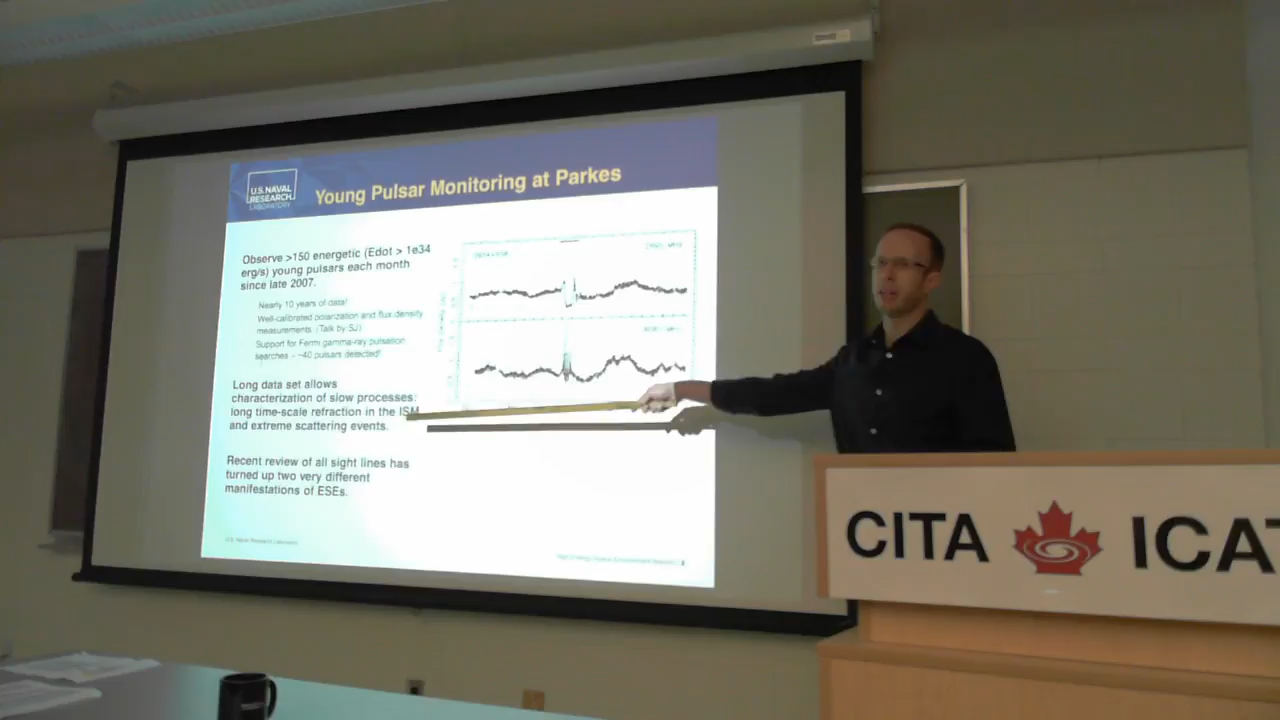 U.S. NAVAL
RESEARCH
LABORATORY
Young Pulsar Monitoring at Parkes
Observe >150 energetic (Edot > 1e34
erg/s) young pulsars each month
since late 2007.
Nearly 10 years of data!
Well-calibrated polarization and flux density
measurements. (Talk by SJ)
Support for Fermi gamma-ray pulsation
searches – ~40 pulsars detected!
Long data set allows
characterization of slow processes:
long time-scale refraction in the ISM
and extreme scattering events.
Recent review of all sight lines has
turned up two very different
manifestations of ESEs.
U.S. Naval Research Laboratory
CITA ICAT